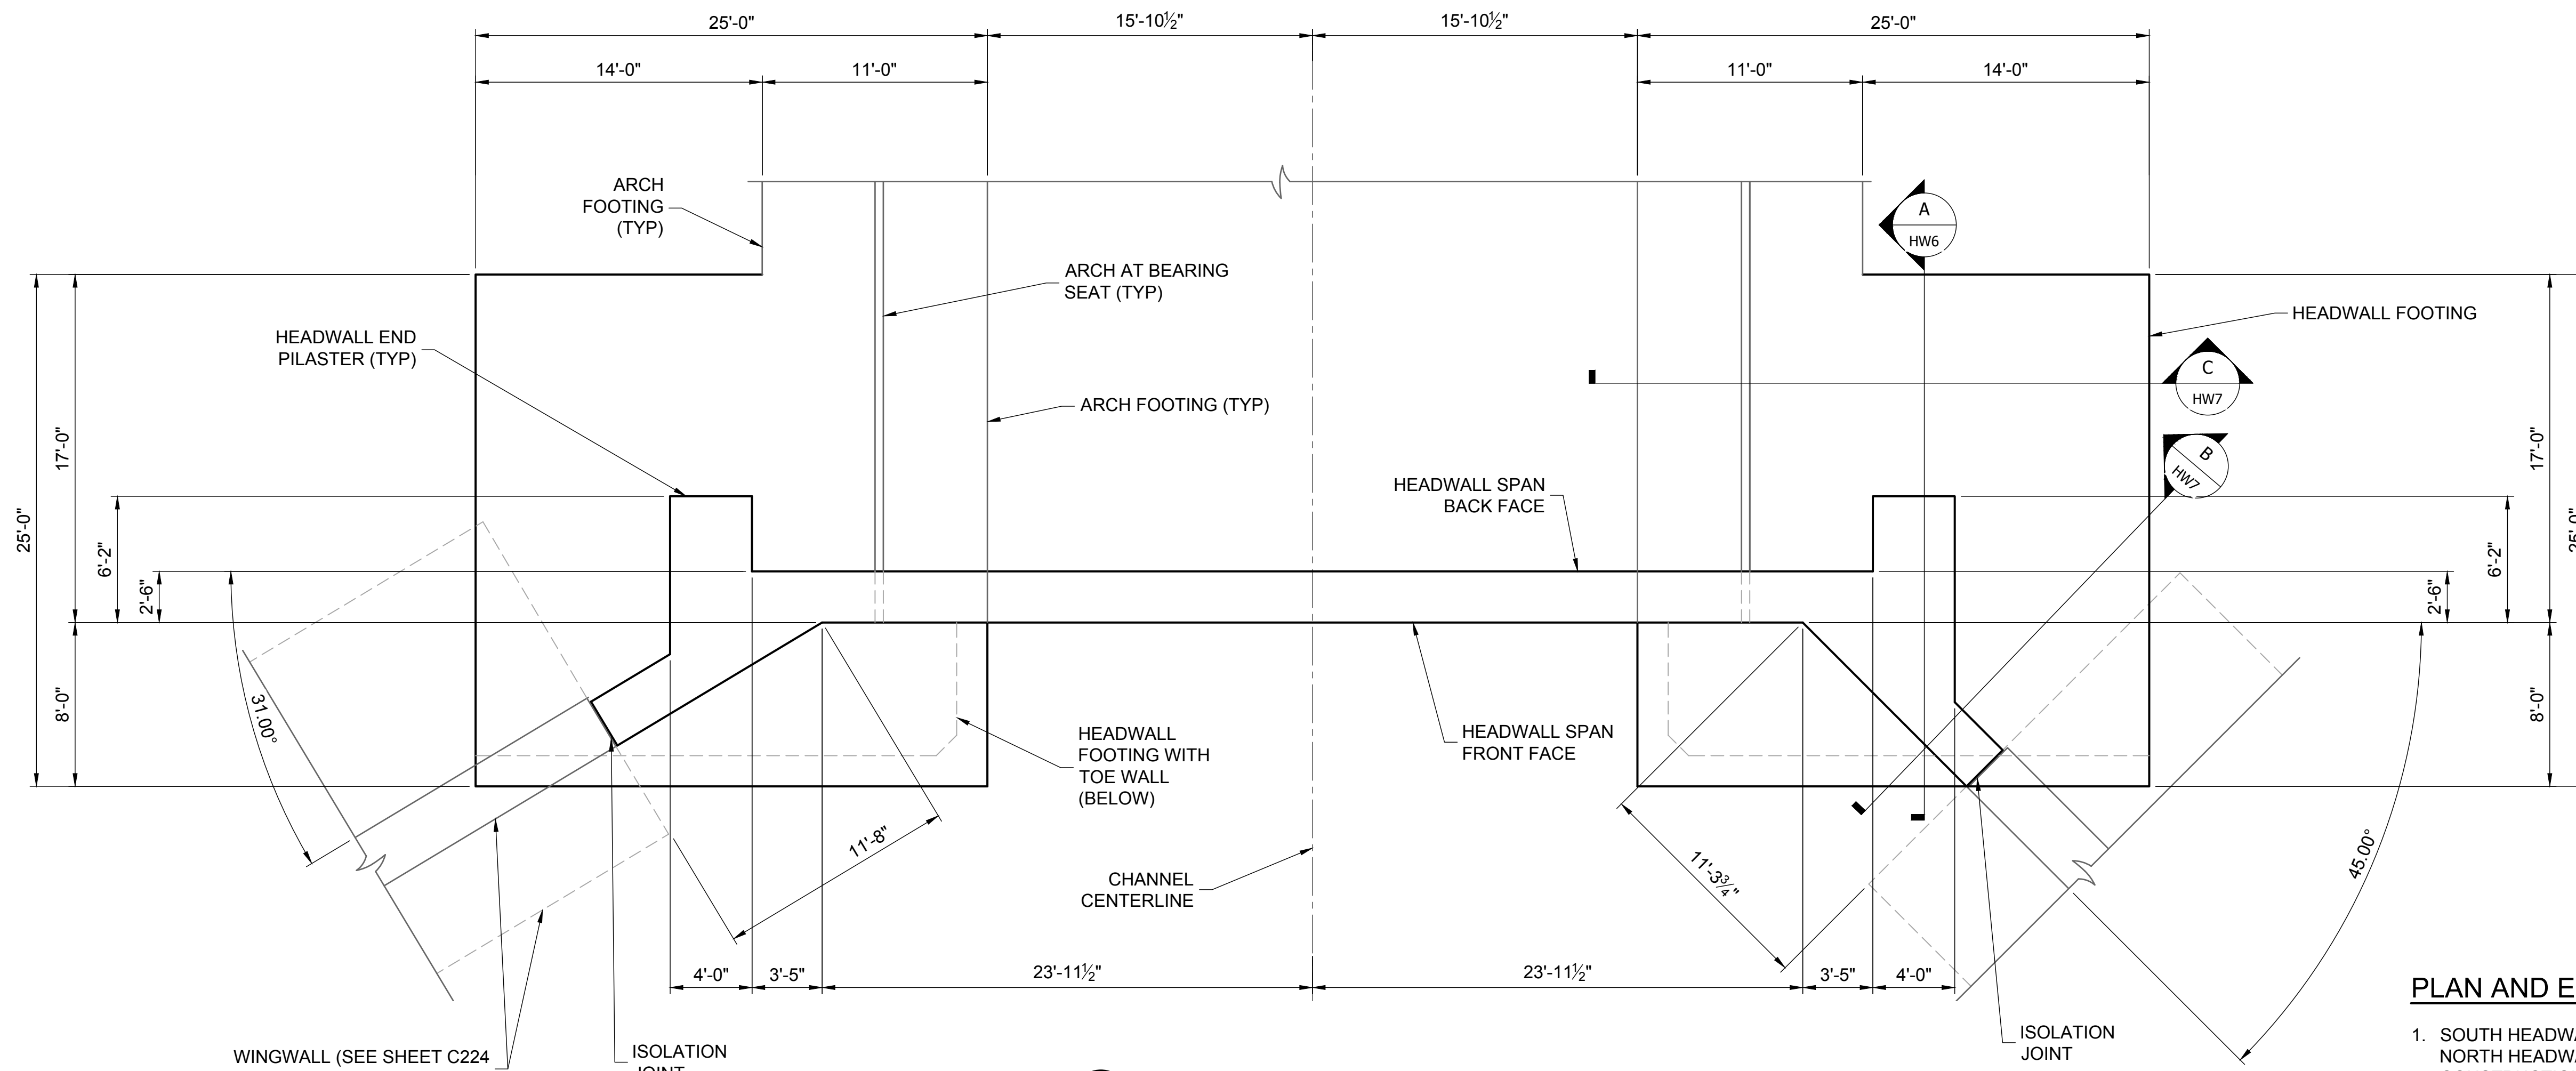 25'-0"
15'-10½"
15'-10½"
25'-0"
14'-0"
11'-0"
11'-0"
14'-0"
ARCH
FOOTING
(TYP)
A
HW6
ARCH AT BEARING
SEAT (TYP)
HEADWALL FOOTING
HEADWALL END
PILASTER (TYP)
C
HW7
ARCH FOOTING (TYP)
17'-0"
17'-0"
B
HW7
HEADWALL SPAN
BACK FACE
25'-0"
25'-0"
6'-2"
6'-2"
2'-6"
2'-6"
31.00°
8'-0"
8'-0"
HEADWALL
FOOTING WITH
TOE WALL
(BELOW)
HEADWALL SPAN
FRONT FACE
11'-8"
11'-3¾"
45.00°
CHANNEL
CENTERLINE
4'-0"
3'-5"
23'-11½"
23'-11½"
3'-5"
4'-0"
PLAN AND E
WINGWALL (SEE SHEET C224
ISOLATION
JOINT
ISOLATION
JOINT
1. SOUTH HEADWA
NORTH HEADWA